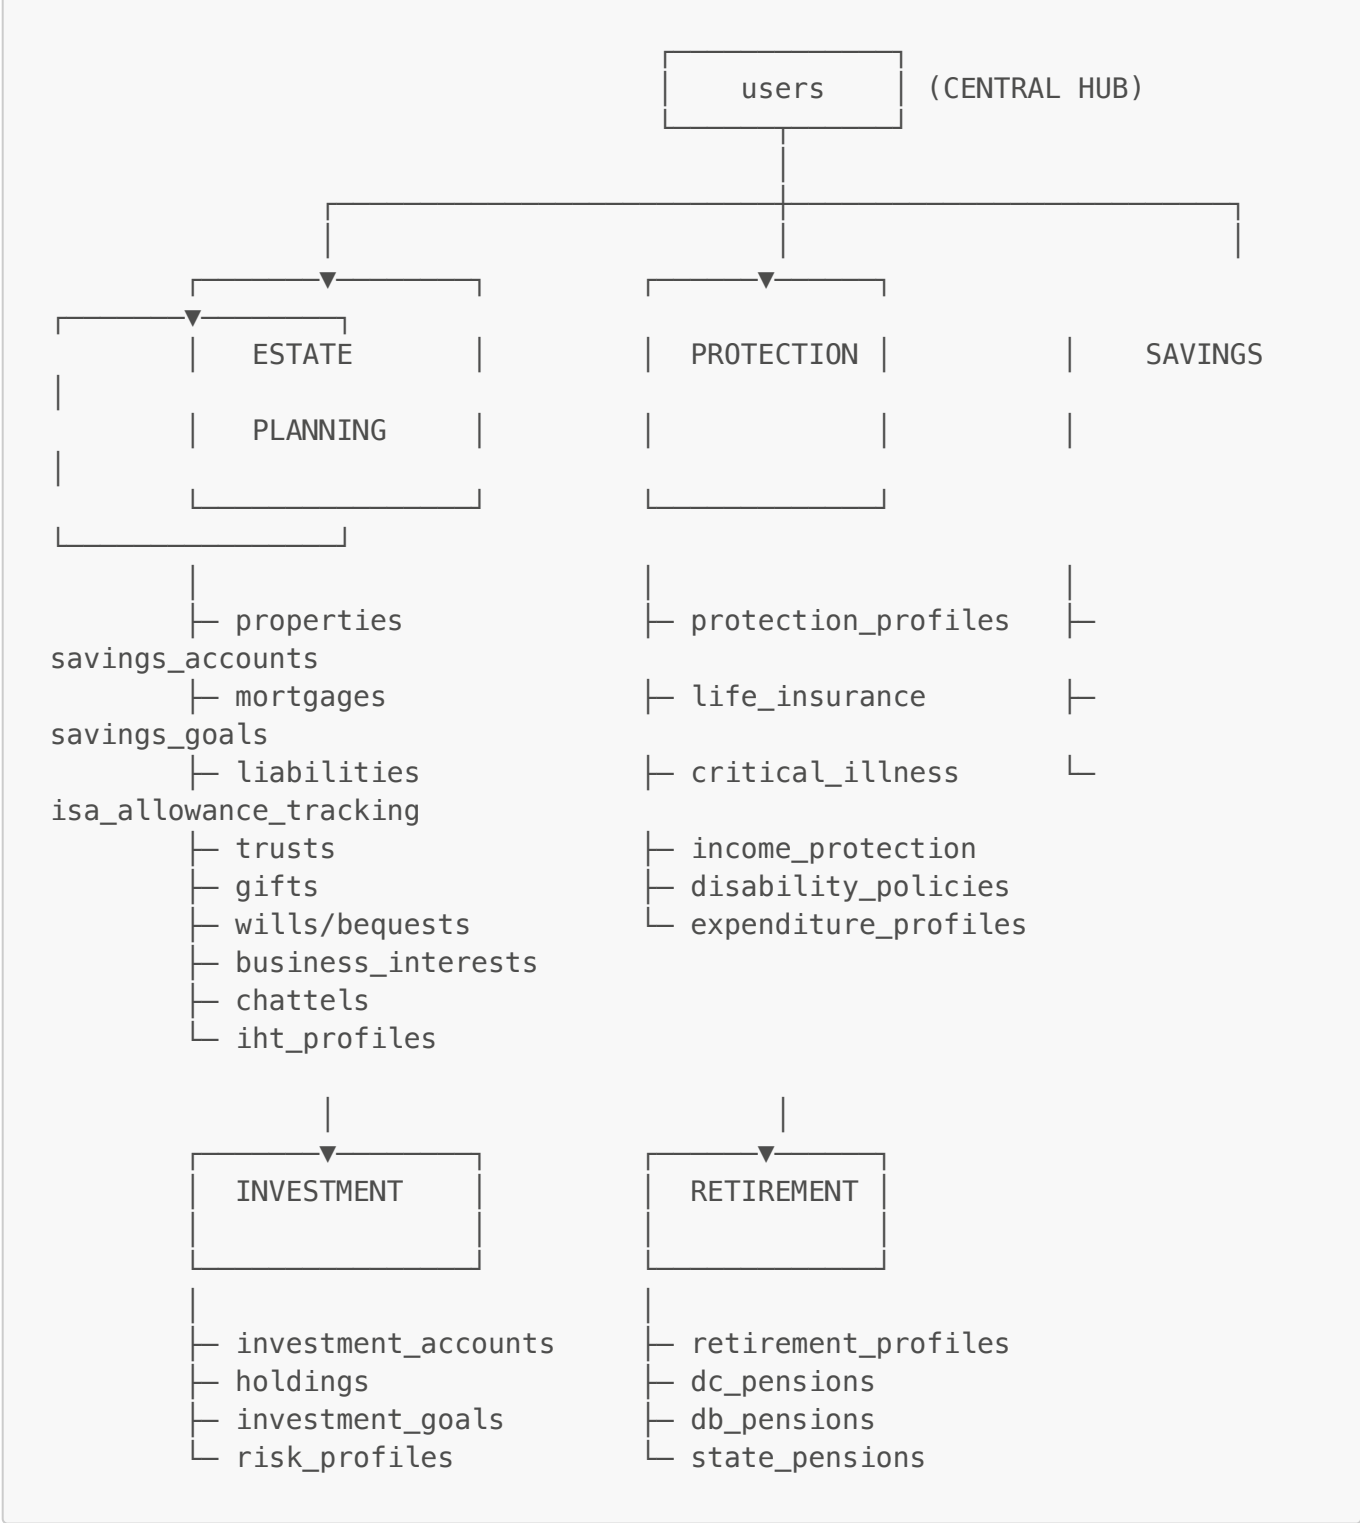 users (CENTRAL HUB)
ESTATE PROTECTION SAVINGS
PLANNING
properties protection_profiles
savings_accounts
mortgages life_insurance
savings_goals
liabilities critical_illness
isa_allowance_tracking
trusts income_protection
gifts disability_policies
wills/bequests expenditure_profiles
business_interests
chattels
iht_profiles
INVESTMENT RETIREMENT
investment_accounts retirement_profiles
holdings dc_pensions
investment_goals db_pensions
risk_profiles state_pensions